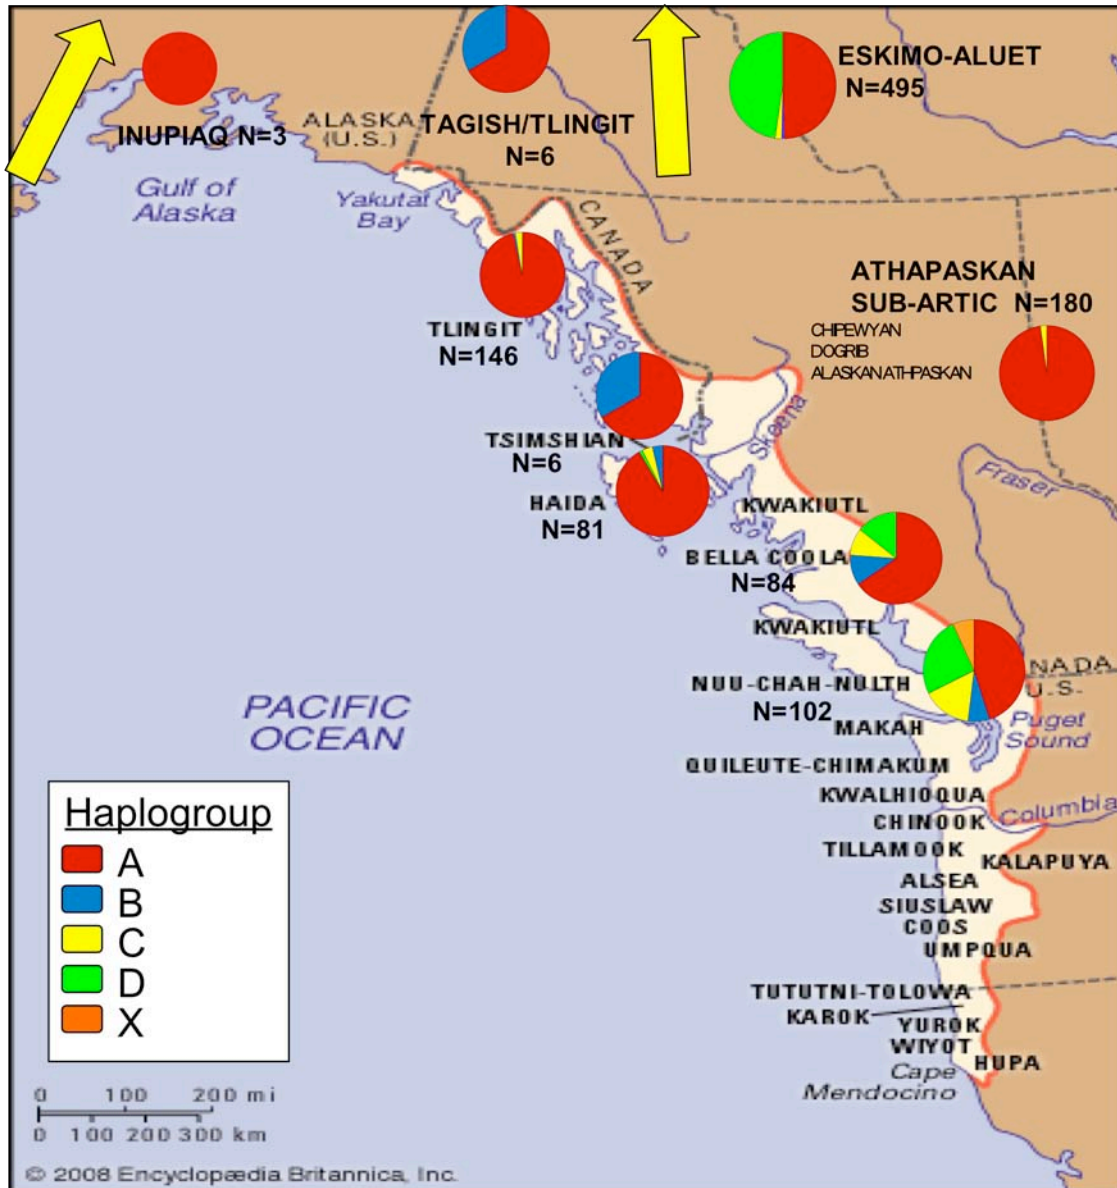 ESKIMO-ALUET
N=495
INUPIAQ N=3
ALASKA
(U.S.)
TAGISH/TLINGIT
N=6
Gulf of
Alaska
Yakutat
Bay
CANADA
ATHAPASKAN
SUB-ARTIC N=180
CHIPEWYAN
DOGRIB
ALASKAN ATHPASKAN
TLINGIT
N=146
Skeena
TSIMSHIAN
N=6
HAIDA
N=81
Fraser
KWAKIUTL
BELLA COOLA
N=84
KWAKIUTL
NADA
U.S.
NUU-CHAH-NULTH
N=102
PACIFIC
OCEAN
MAKAH
Puget
Sound
QUILEUTE-CHIMAKUM
KWALHIOQUA
Columbia
CHINOOK
TILLAMOOK
KALAPUYA
ALSEA
SIUSLAW
COOS
UMPQUA
TUTUTNI-TOLOWA
KAROK
YUROK
WIYOT
HUPA
Cape
Mendocino
Haplogroup
A
B
C
D
X
0 100 200 mi
0 100 200 300 km
© 2008 Encyclopædia Britannica, Inc.